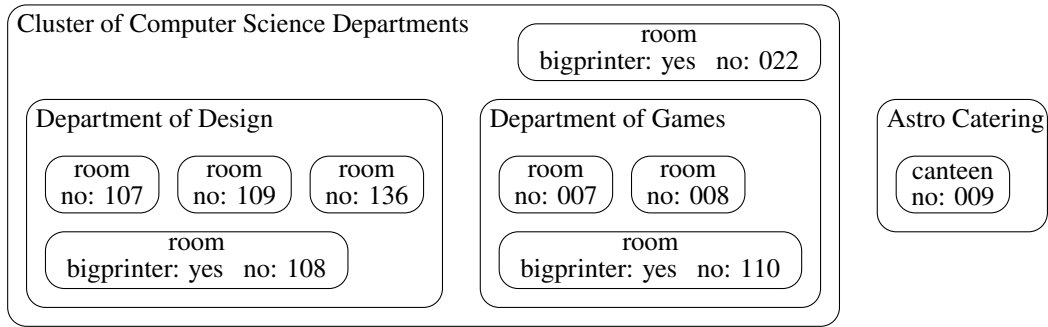 Cluster of Computer Science Departments
room
bigprinter: yes no: 022
Department of Design
room
no: 107
room
no: 109
room
no: 136
room
bigprinter: yes no: 108
Department of Games
room
no: 007
room
no: 008
room
bigprinter: yes no: 110
Astro Catering
canteen
no: 009